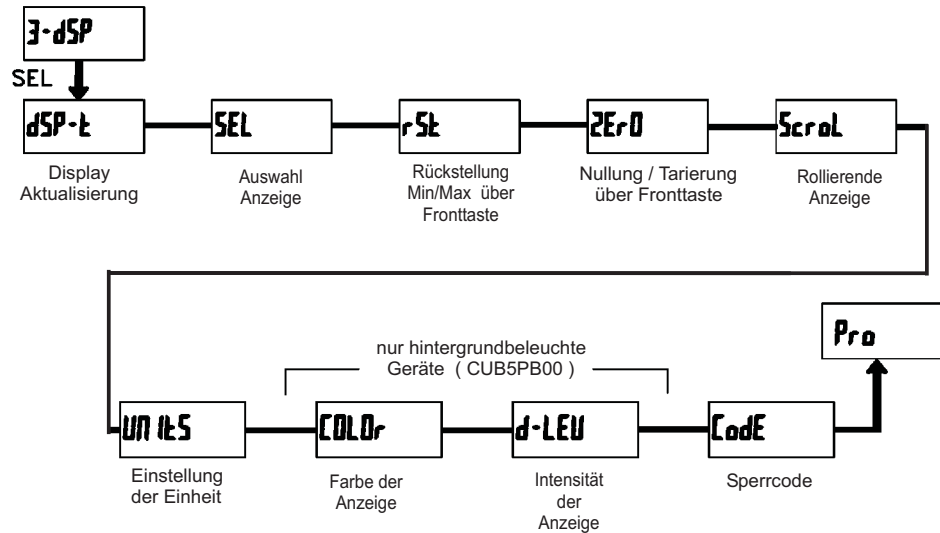 3-dSP
SEL
dSP-t
SEL
rSt
ZErO
ScroL
Display
Aktualisierung
Auswahl
Anzeige
Rückstellung
Min/Max über
Fronttaste
Nullung / Tarierung
über Fronttaste
Rollierende
Anzeige
Pro
nur hintergrundbeleuchte
Geräte ( CUB5PB00 )
UNItS
COLOr
d-LEV
CodE
Einstellung
der Einheit
Farbe der
Anzeige
Intensität
der
Anzeige
Sperrcode